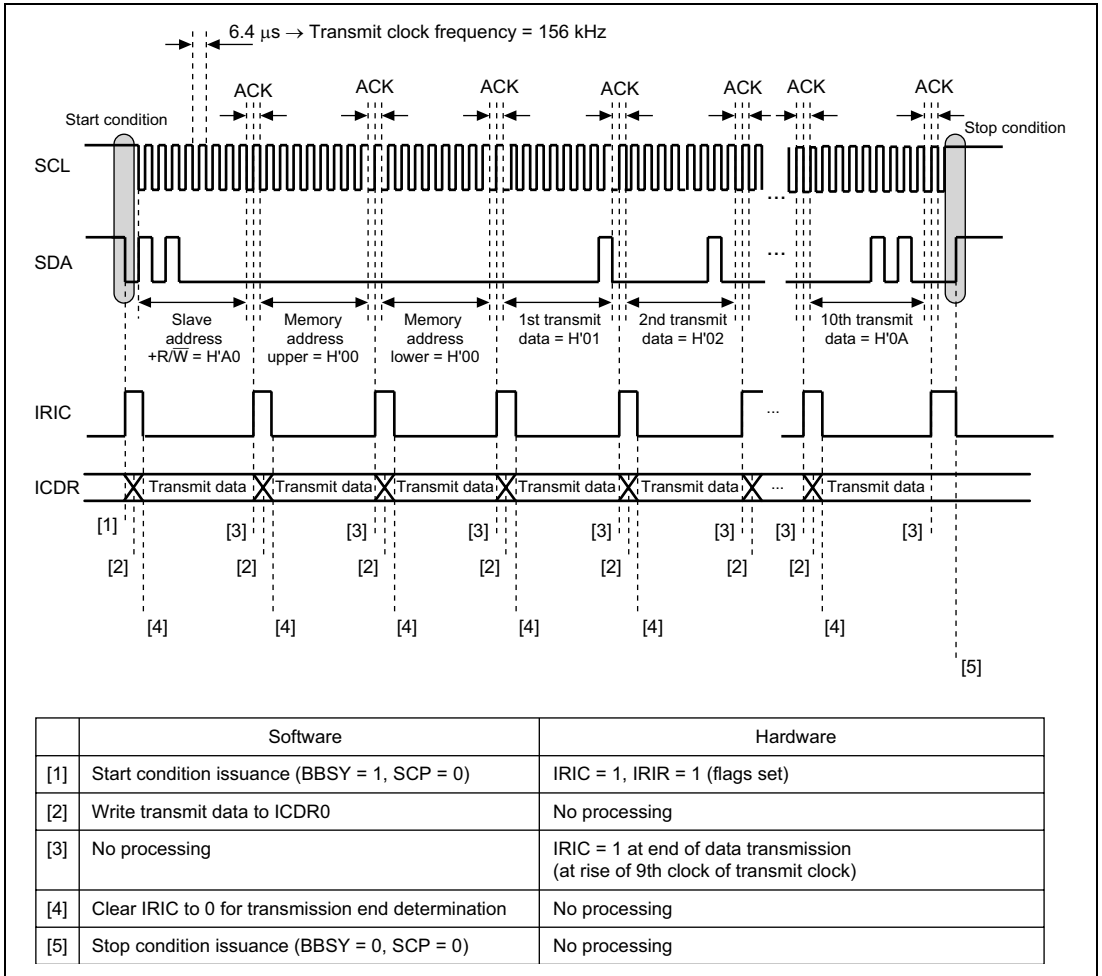 6.4 μs → Transmit clock frequency = 156 kHz
ACK ACK ACK ACK ACK ACK ACK
Start condition
Stop condition
SCL
...
SDA
...
Slave address +R/W̅ = H'A0
Memory address upper = H'00
Memory address lower = H'00
1st transmit data = H'01
2nd transmit data = H'02
10th transmit data = H'0A
IRIC
...
ICDR
Transmit data Transmit data Transmit data Transmit data Transmit data ... Transmit data
[1] [3] [3] [3] [3] [3] [3] [3]
[2] [2] [2] [2] [2] [2] [2]
[4] [4] [4] [4] [4] [4]
[5]
Software Hardware
[1] Start condition issuance (BBSY = 1, SCP = 0) IRIC = 1, IRIR = 1 (flags set)
[2] Write transmit data to ICDR0 No processing
[3] No processing IRIC = 1 at end of data transmission
(at rise of 9th clock of transmit clock)
[4] Clear IRIC to 0 for transmission end determination No processing
[5] Stop condition issuance (BBSY = 0, SCP = 0) No processing